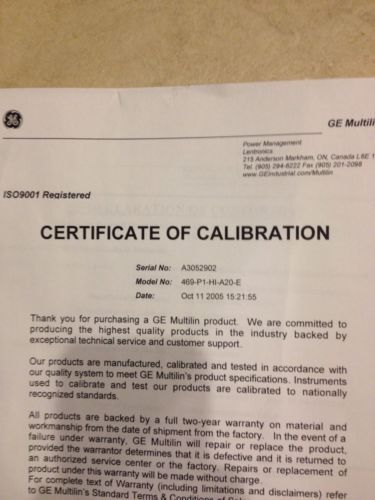 GE Multilin
Power Management
Lentronics
215 Anderson Markham, ON, Canada L6E 1
Tel: (905) 294-6222 Fax (905) 201-2098
www.GEIndustrial.com/Multilin
ISO9001 Registered
CERTIFICATE OF CALIBRATION
Serial No: A3052902
Model No: 469-P1-HI-A20-E
Date: Oct 11 2005 15:21:55
Thank you for purchasing a GE Multilin product. We are committed to
producing the highest quality products in the industry backed by
exceptional technical service and customer support.
Our products are manufactured, calibrated and tested in accordance with
our quality system to meet GE Multilin's product specifications. Instruments
used to calibrate and test our products are calibrated to nationally
recognized standards.
All products are backed by a full two-year warranty on material and
workmanship from the date of shipment from the factory. In the event of a
failure under warranty, GE Multilin will repair or replace the product,
provided the warrantor determines that it is defective and it is returned to
an authorized service center or the factory. Repairs or replacement of
product under this warranty will be made without charge.
For complete text of Warranty (including limitations and disclaimers) refer
to GE Multilin's Standard Terms & Conditions of